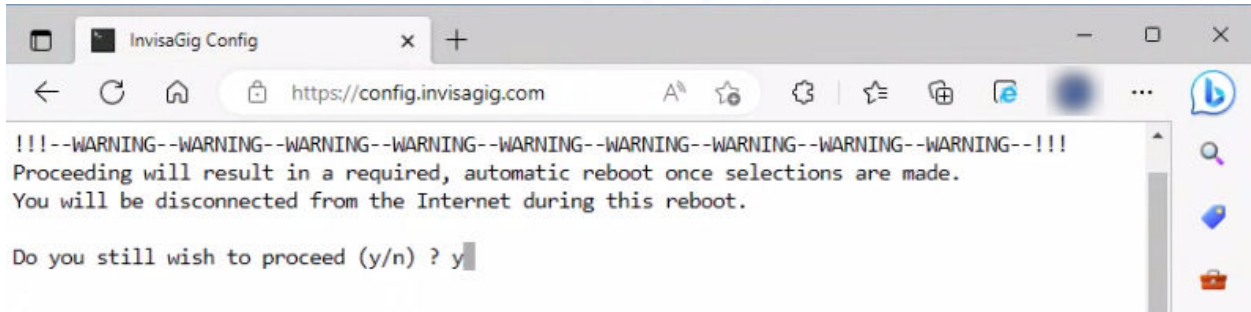 InvisaGig Config
https://config.invisagig.com
!!!--WARNING--WARNING--WARNING--WARNING--WARNING--WARNING--WARNING--WARNING--WARNING--WARNING--!!!
Proceeding will result in a required, automatic reboot once selections are made.
You will be disconnected from the Internet during this reboot.
Do you still wish to proceed (y/n) ? y